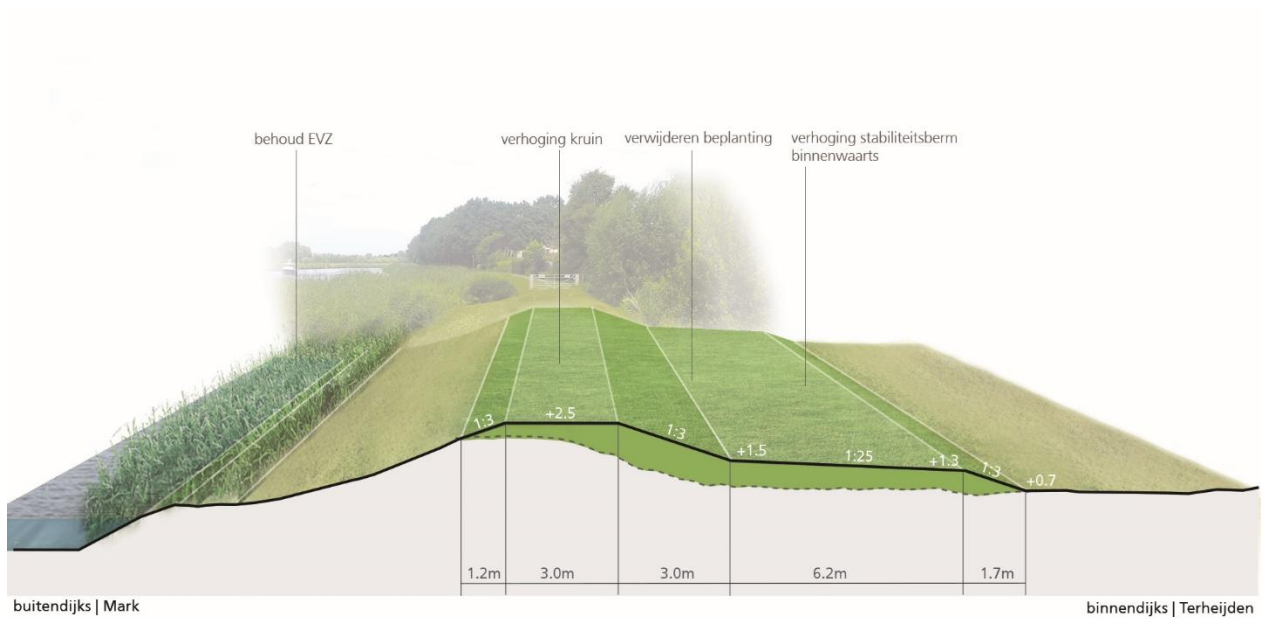 behoud EVZ
verhoging kruin
verwijderen beplanting
verhoging stabiliteitsberm
binnenwaarts
1:3
+2.5
1:3
+1.5
1:25
+1.3
1:3
+0.7
1.2m
3.0m
3.0m
6.2m
1.7m
buitendijks | Mark
binnendijks | Terheijden